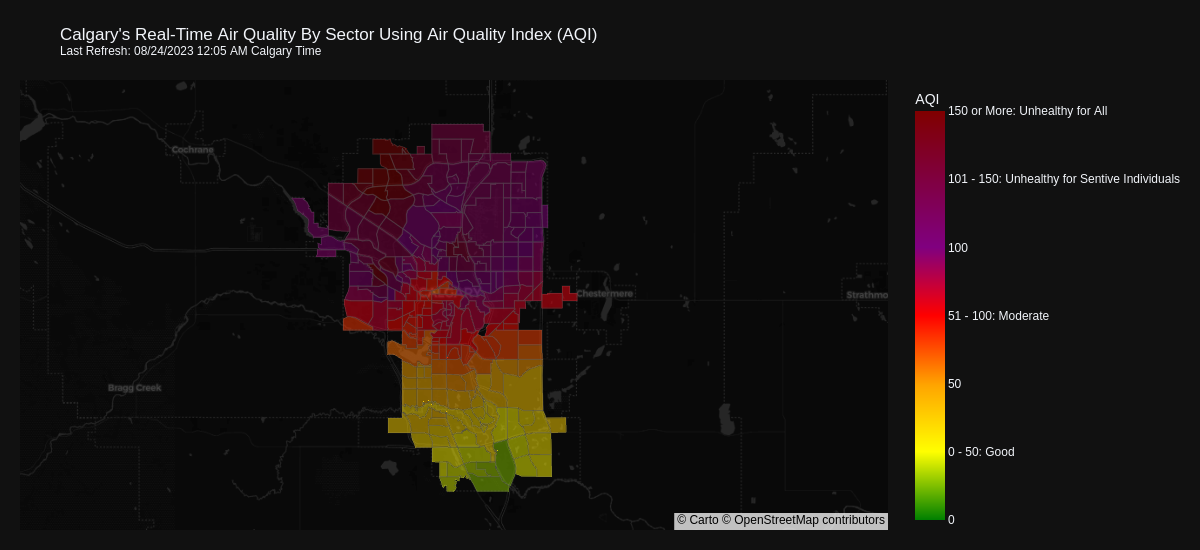 Calgary's Real-Time Air Quality By Sector Using Air Quality Index (AQI)
Last Refresh: 08/24/2023 12:05 AM Calgary Time
AQI
150 or More: Unhealthy for All
101 - 150: Unhealthy for Sentive Individuals
100
51 - 100: Moderate
50
0 - 50: Good
0
Cochrane
CALGARY
Chestermere
Strathmo
Bragg Creek
© Carto © OpenStreetMap contributors